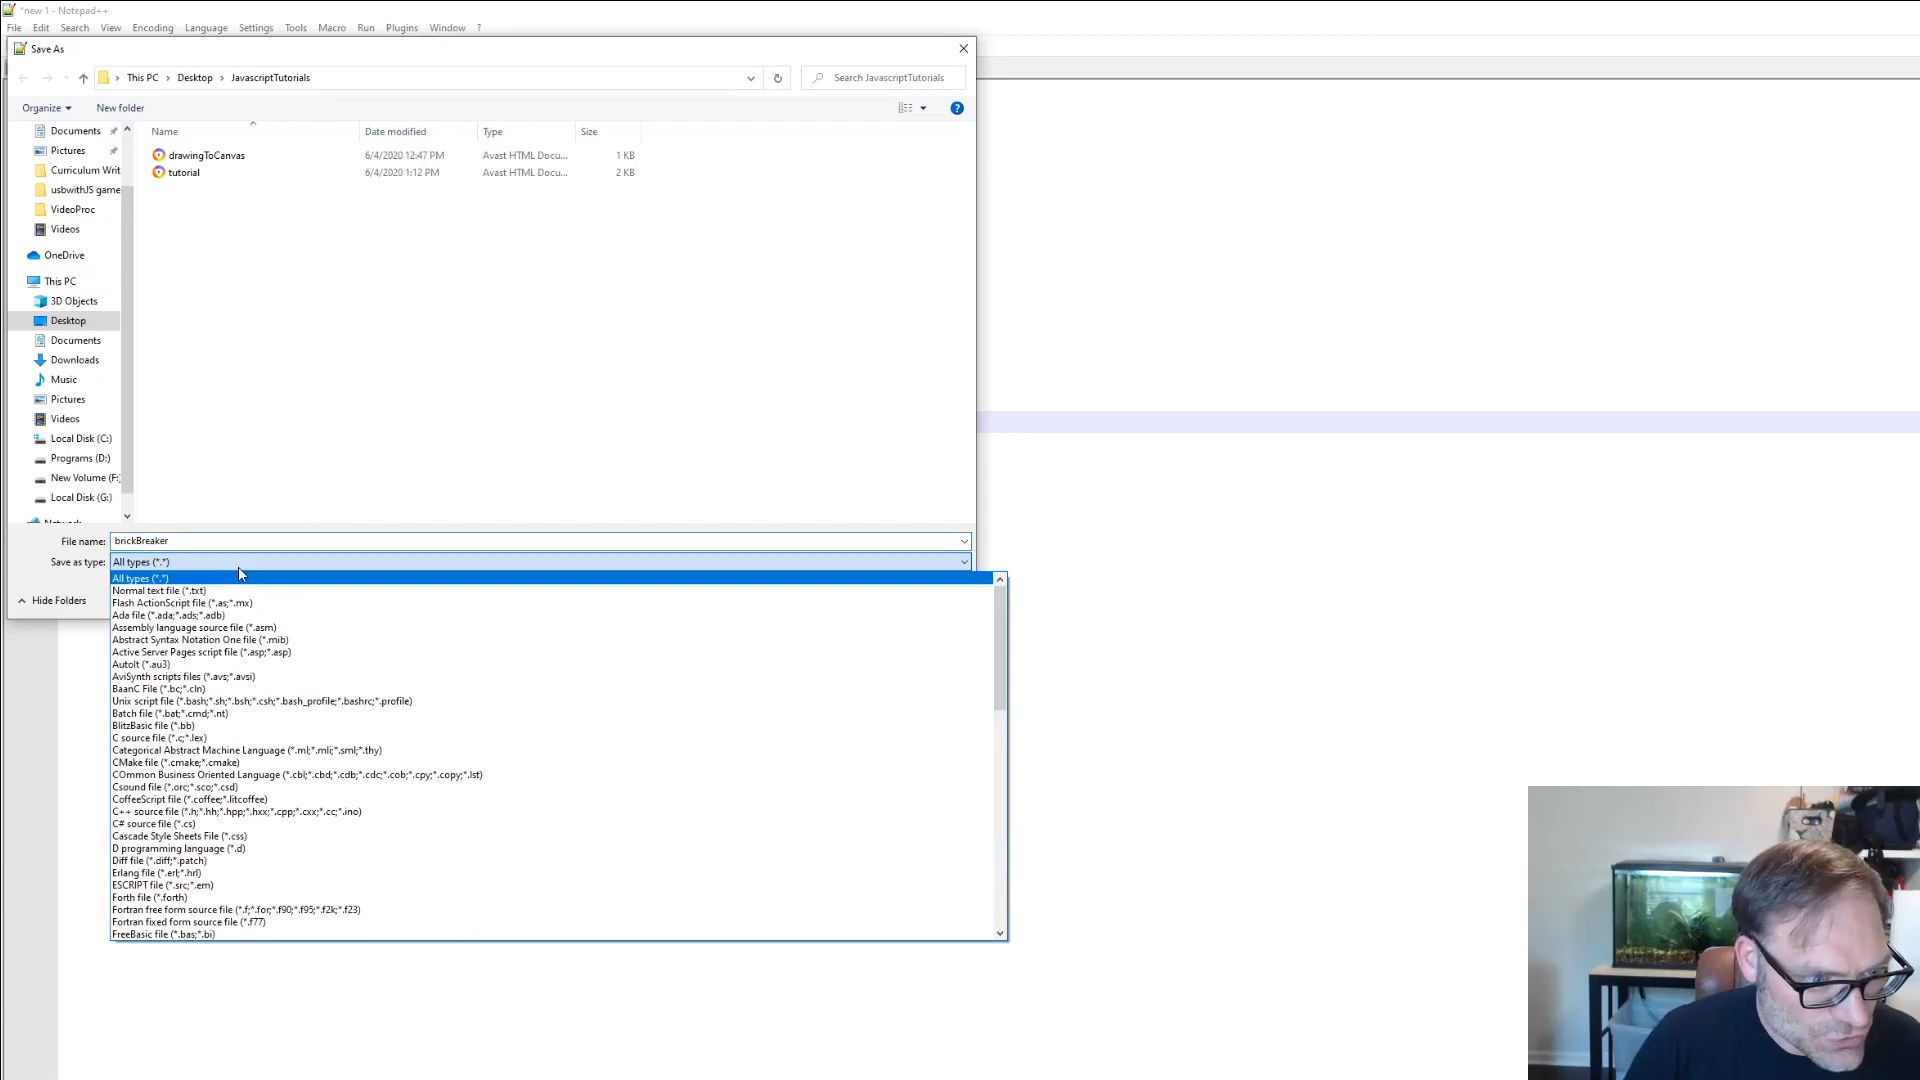 *new 1 - Notepad++
File Edit Search View Encoding Language Settings Tools Macro Run Plugins Window ?
Save As
This PC > Desktop > JavascriptTutorials
Search JavascriptTutorials
Organize New folder
Name Date modified Type Size
Documents
Pictures
Curriculum Writ
usbwithJS game
VideoProc
Videos
OneDrive
This PC
3D Objects
Desktop
Documents
Downloads
Music
Pictures
Videos
Local Disk (C:)
Programs (D:)
New Volume (F:
Local Disk (G:)
drawingToCanvas 6/4/2020 12:47 PM Avast HTML Docu... 1 KB
tutorial 6/4/2020 1:12 PM Avast HTML Docu... 2 KB
File name: brickBreaker
Save as type: All types (*.*)
Hide Folders
All types (*.*)
Normal text file (*.txt)
Flash ActionScript file (*.as;*.mx)
Ada file (*.ada;*.ads;*.adb)
Assembly language source file (*.asm)
Abstract Syntax Notation One file (*.mib)
Active Server Pages script file (*.asp;*.asp)
AutoIt (*.au3)
AviSynth scripts files (*.avs;*.avsi)
BaanC File (*.bc;*.cln)
Unix script file (*.bash;*.sh;*.bsh;*.csh;*.bash_profile;*.bashrc;*.profile)
Batch file (*.bat;*.cmd;*.nt)
BlitzBasic file (*.bb)
C source file (*.c;*.lex)
Categorical Abstract Machine Language (*.ml;*.mli;*.sml;*.thy)
CMake file (*.cmake;*.cmake)
COmmon Business Oriented Language (*.cbl;*.cbd;*.cdb;*.cdc;*.cob;*.cpy;*.copy;*.lst)
Csound file (*.orc;*.sco;*.csd)
CoffeeScript file (*.coffee;*.litcoffee)
C++ source file (*.h;*.hh;*.hpp;*.hxx;*.cpp;*.cxx;*.cc;*.ino)
C# source file (*.cs)
Cascade Style Sheets File (*.css)
D programming language (*.d)
Diff file (*.diff;*.patch)
Erlang file (*.erl;*.hrl)
ESCRIPT file (*.src;*.em)
Forth file (*.forth)
Fortran free form source file (*.f;*.for;*.f90;*.f95;*.f2k;*.f23)
Fortran fixed form source file (*.f77)
FreeBasic file (*.bas;*.bi)